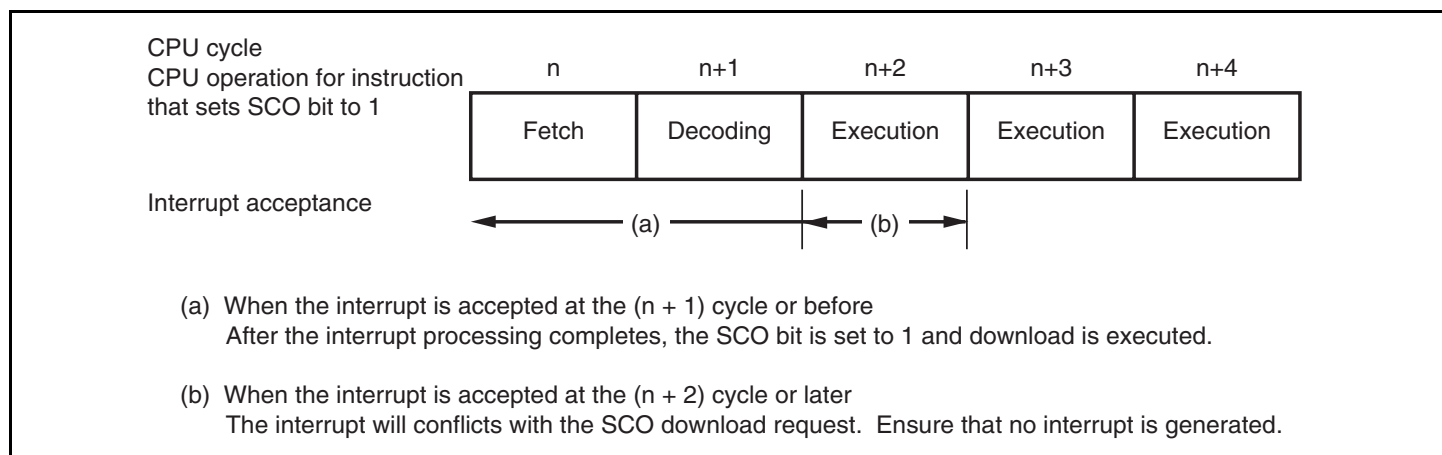 CPU cycle
CPU operation for instruction
that sets SCO bit to 1
n n+1 n+2 n+3 n+4
Fetch Decoding Execution Execution Execution
Interrupt acceptance
(a) (b)
(a) When the interrupt is accepted at the (n + 1) cycle or before
After the interrupt processing completes, the SCO bit is set to 1 and download is executed.
(b) When the interrupt is accepted at the (n + 2) cycle or later
The interrupt will conflicts with the SCO download request. Ensure that no interrupt is generated.